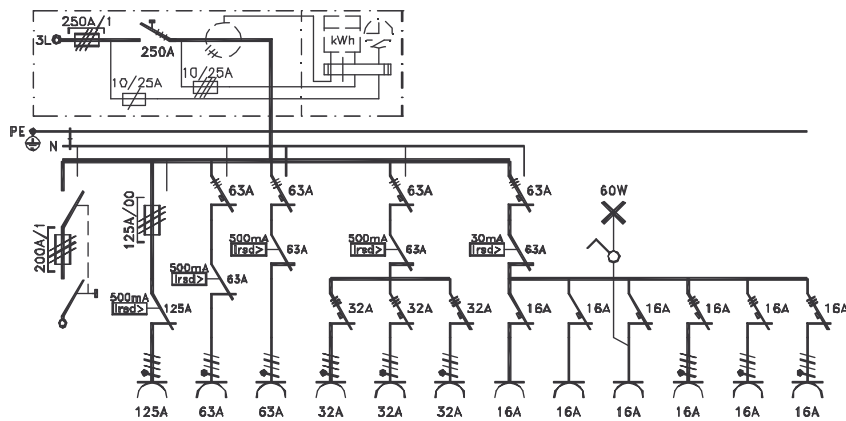 250A/1
3L
250A
kWh
10/25A
10/25A
PE
N
63A
63A
63A
63A
60W
125A/00
200A/1
500mA
Irsd>
63A
500mA
Irsd>
63A
30mA
Irsd>
63A
500mA
Irsd>
63A
500mA
Irsd>
125A
32A
32A
32A
16A
16A
16A
16A
16A
16A
125A
63A
63A
32A
32A
32A
16A
16A
16A
16A
16A
16A